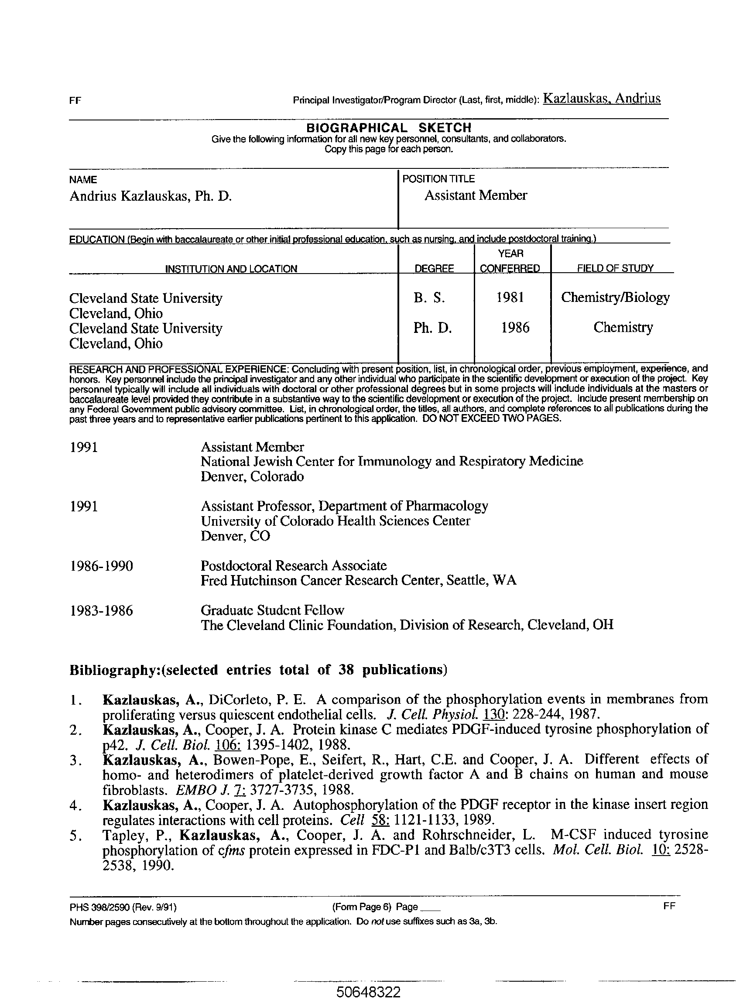 FF
Principal Investigator/Program Director (Last, first, middle): Kazlauskas, Andrius
BIOGRAPHICAL SKETCH
Give the following information for all new key personnel, consultants, and collaborators.
Copy this page for each person.
NAME
POSITION TITLE
Andrius Kazlauskas, Ph. D.
Assistant Member
EDUCATION (Begin with baccalaureate or other initial professional education, such as nursing, and include postdoctoral training.)
INSTITUTION AND LOCATION
DEGREE
YEAR
CONFERRED
FIELD OF STUDY
Cleveland State University B. S. 1981 Chemistry/Biology
Cleveland, Ohio
Cleveland State University Ph. D. 1986 Chemistry
Cleveland, Ohio
RESEARCH AND PROFESSIONAL EXPERIENCE: Concluding with present position, list, in chronological order, previous employment, experience, and
honors. Key personnel include the principal investigator and any other individual who participate in the scientific development or execution of the project. Key
personnel typically will include all individuals with doctoral or other professional degrees but in some projects will include individuals at the masters or
baccalaureate level provided they contribute in a substantive way to the scientific development or execution of the project. Include present membership on
any Federal Government public advisory committee. List, in chronological order, the titles, all authors, and complete references to all publications during the
past three years and to representative earlier publications pertinent to this application. DO NOT EXCEED TWO PAGES.
1991 Assistant Member
National Jewish Center for Immunology and Respiratory Medicine
Denver, Colorado
1991 Assistant Professor, Department of Pharmacology
University of Colorado Health Sciences Center
Denver, CO
1986-1990 Postdoctoral Research Associate
Fred Hutchinson Cancer Research Center, Seattle, WA
1983-1986 Graduate Student Fellow
The Cleveland Clinic Foundation, Division of Research, Cleveland, OH
Bibliography:(selected entries total of 38 publications)
1. Kazlauskas, A., DiCorleto, P. E. A comparison of the phosphorylation events in membranes from
proliferating versus quiescent endothelial cells. J. Cell. Physiol. 130: 228-244, 1987.
2. Kazlauskas, A., Cooper, J. A. Protein kinase C mediates PDGF-induced tyrosine phosphorylation of
p42. J. Cell. Biol. 106: 1395-1402, 1988.
3. Kazlauskas, A., Bowen-Pope, E., Seifert, R., Hart, C.E. and Cooper, J. A. Different effects of
homo- and heterodimers of platelet-derived growth factor A and B chains on human and mouse
fibroblasts. EMBO J. 7: 3727-3735, 1988.
4. Kazlauskas, A., Cooper, J. A. Autophosphorylation of the PDGF receptor in the kinase insert region
regulates interactions with cell proteins. Cell 58: 1121-1133, 1989.
5. Tapley, P., Kazlauskas, A., Cooper, J. A. and Rohrschneider, L. M-CSF induced tyrosine
phosphorylation of cfms protein expressed in FDC-P1 and Balb/c3T3 cells. Mol. Cell. Biol. 10: 2528-
2538, 1990.
PHS 398/2590 (Rev. 9/91) (Form Page 6) Page ____ FF
Number pages consecutively at the bottom throughout the application. Do not use suffixes such as 3a, 3b.
50648322